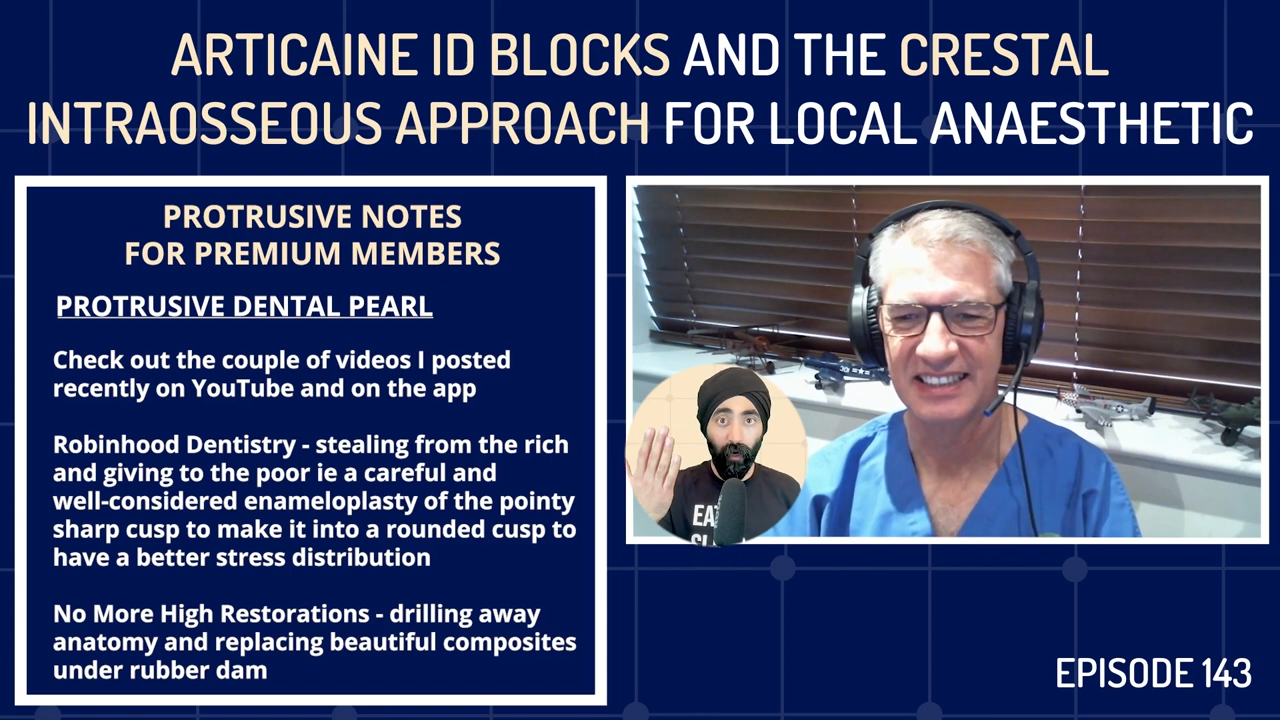 ARTICAINE ID BLOCKS AND THE CRESTAL
INTRAOSSEOUS APPROACH FOR LOCAL ANAESTHETIC
PROTRUSIVE NOTES
FOR PREMIUM MEMBERS
PROTRUSIVE DENTAL PEARL
Check out the couple of videos I posted
recently on YouTube and on the app
Robinhood Dentistry - stealing from the rich
and giving to the poor ie a careful and
well-considered enameloplasty of the pointy
sharp cusp to make it into a rounded cusp to
have a better stress distribution
No More High Restorations - drilling away
anatomy and replacing beautiful composites
under rubber dam
EPISODE 143